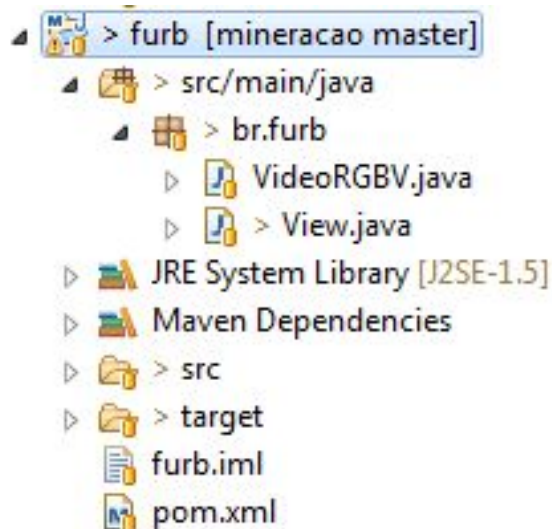 > furb [mineracao master]
> src/main/java
> br.furb
VideoRGBV.java
> View.java
JRE System Library [J2SE-1.5]
Maven Dependencies
> src
> target
furb.iml
pom.xml